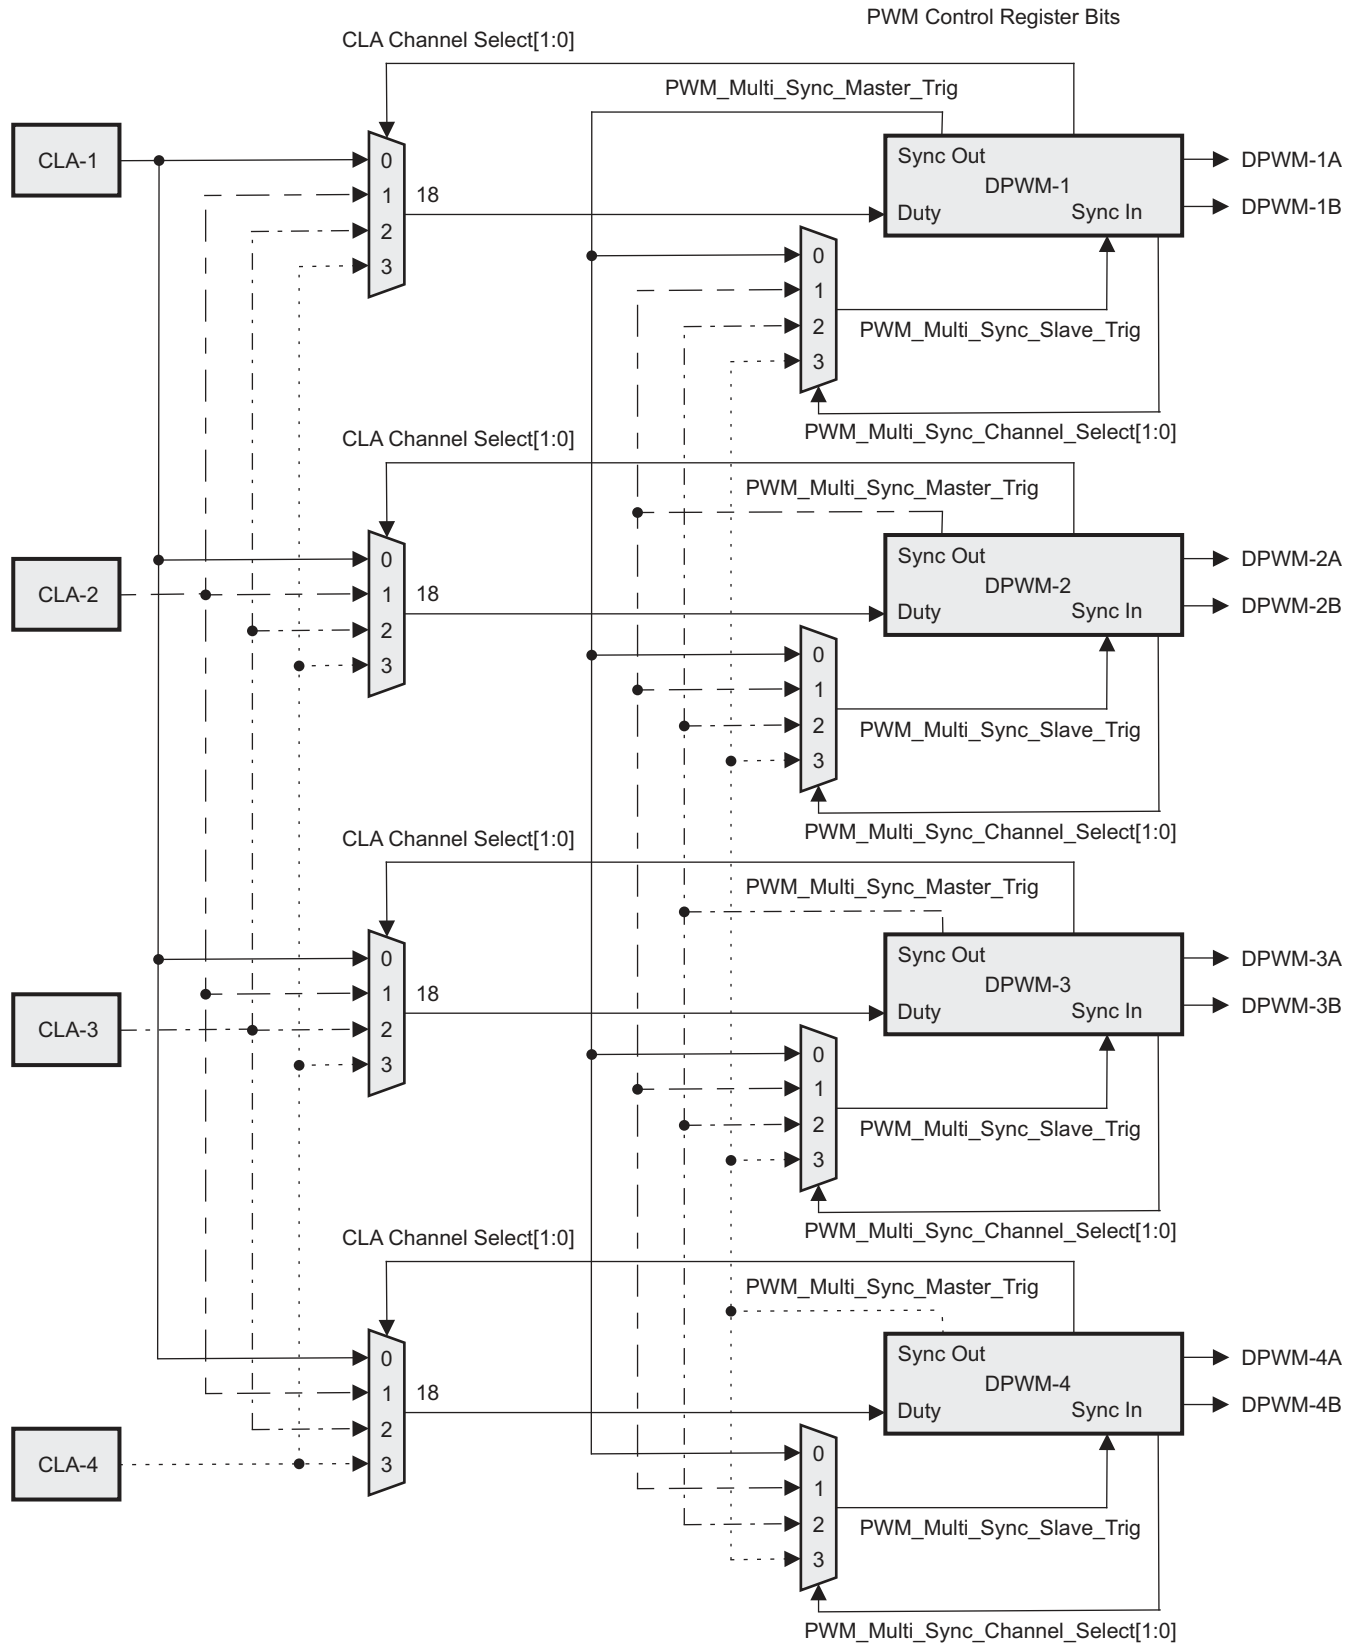 PWM Control Register Bits
CLA Channel Select[1:0]
PWM_Multi_Sync_Master_Trig
CLA-1
0
1
2
3
18
Sync Out
DPWM-1
Duty
Sync In
DPWM-1A
DPWM-1B
0
1
2
3
PWM_Multi_Sync_Slave_Trig
PWM_Multi_Sync_Channel_Select[1:0]
CLA Channel Select[1:0]
PWM_Multi_Sync_Master_Trig
CLA-2
0
1
2
3
18
Sync Out
DPWM-2
Duty
Sync In
DPWM-2A
DPWM-2B
0
1
2
3
PWM_Multi_Sync_Slave_Trig
PWM_Multi_Sync_Channel_Select[1:0]
CLA Channel Select[1:0]
PWM_Multi_Sync_Master_Trig
CLA-3
0
1
2
3
18
Sync Out
DPWM-3
Duty
Sync In
DPWM-3A
DPWM-3B
0
1
2
3
PWM_Multi_Sync_Slave_Trig
PWM_Multi_Sync_Channel_Select[1:0]
CLA Channel Select[1:0]
PWM_Multi_Sync_Master_Trig
CLA-4
0
1
2
3
18
Sync Out
DPWM-4
Duty
Sync In
DPWM-4A
DPWM-4B
0
1
2
3
PWM_Multi_Sync_Slave_Trig
PWM_Multi_Sync_Channel_Select[1:0]